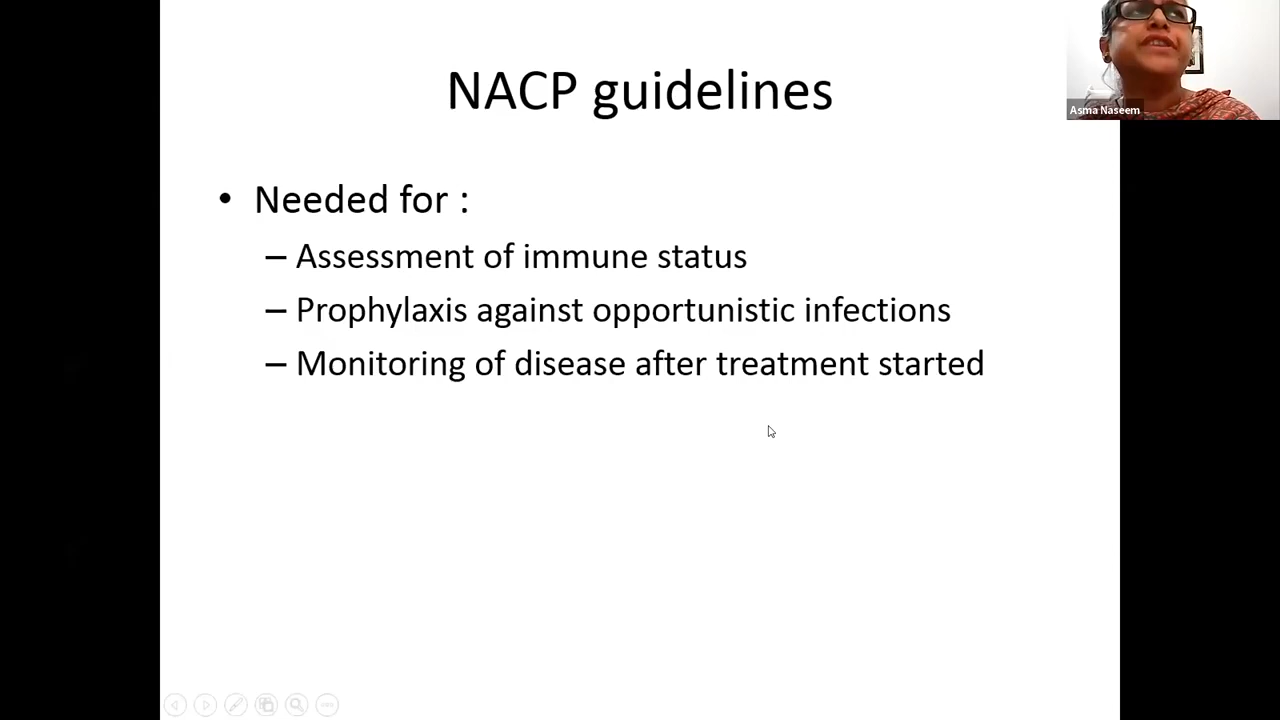 NACP guidelines
Asma Naseem
• Needed for :
– Assessment of immune status
– Prophylaxis against opportunistic infections
– Monitoring of disease after treatment started